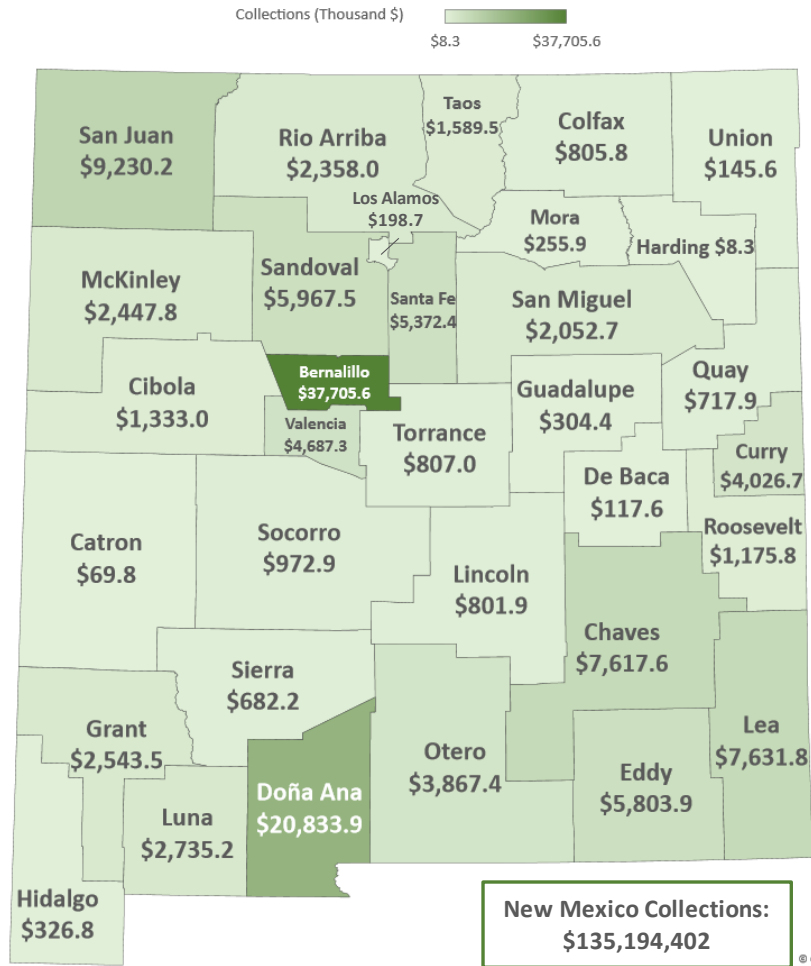 Collections (Thousand $)
$8.3
$37,705.6
San Juan
$9,230.2
Rio Arriba
$2,358.0
Taos
$1,589.5
Colfax
$805.8
Union
$145.6
Los Alamos
$198.7
Mora
$255.9
Harding $8.3
McKinley
$2,447.8
Sandoval
$5,967.5
Santa Fe
$5,372.4
San Miguel
$2,052.7
Bernalillo
$37,705.6
Cibola
$1,333.0
Valencia
$4,687.3
Torrance
$807.0
Guadalupe
$304.4
Quay
$717.9
Curry
$4,026.7
De Baca
$117.6
Roosevelt
$1,175.8
Catron
$69.8
Socorro
$972.9
Lincoln
$801.9
Chaves
$7,617.6
Sierra
$682.2
Grant
$2,543.5
Lea
$7,631.8
Otero
$3,867.4
Eddy
$5,803.9
Doña Ana
$20,833.9
Luna
$2,735.2
Hidalgo
$326.8
New Mexico Collections:
$135,194,402
©